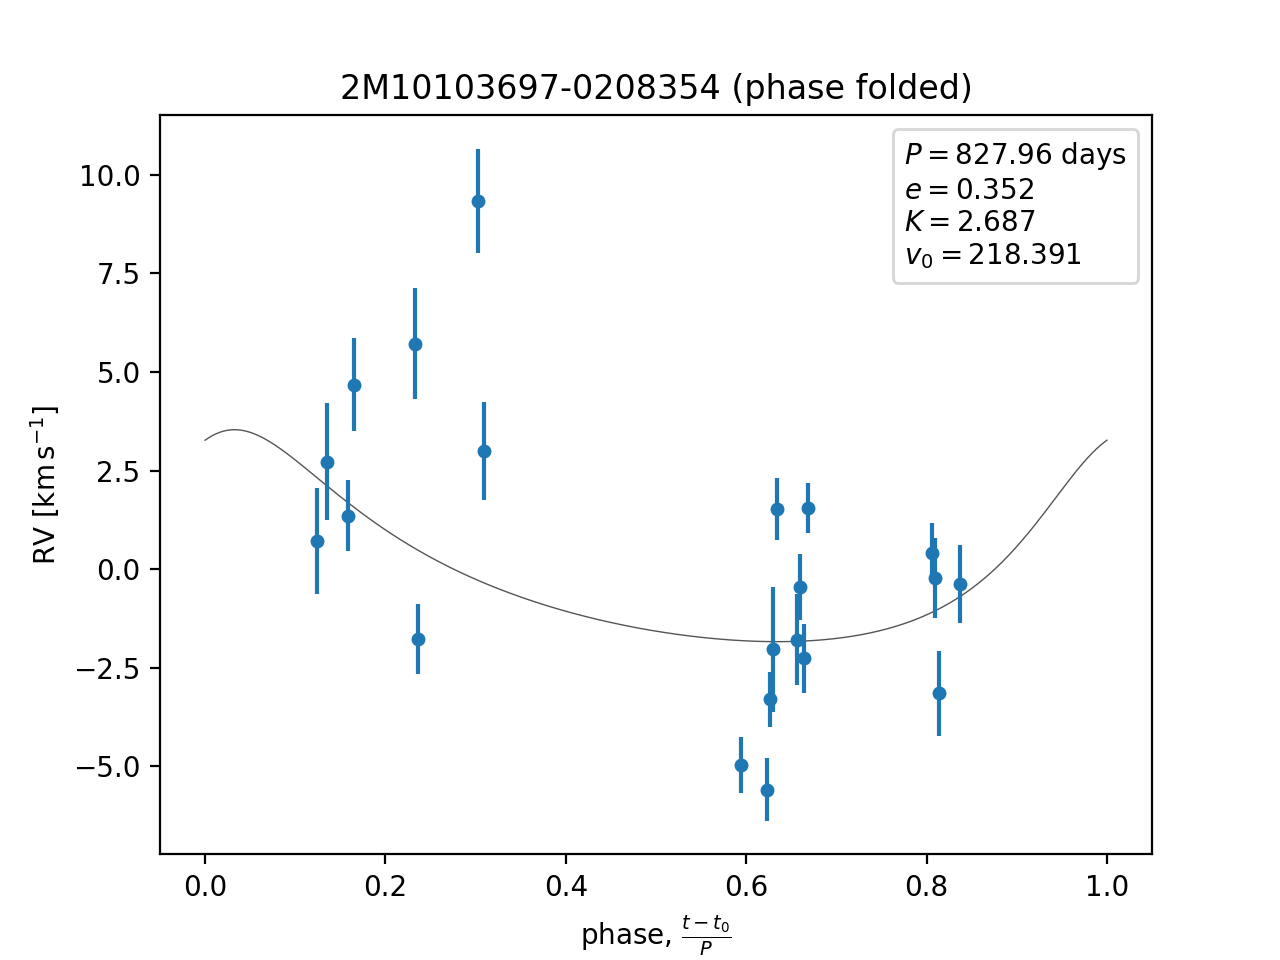 2M10103697-0208354 (phase folded)
P = 827.96 days
e = 0.352
K = 2.687
v₀ = 218.391
10.0
7.5
5.0
2.5
0.0
−2.5
−5.0
RV [km s⁻¹]
0.0 0.2 0.4 0.6 0.8 1.0
phase, (t − t₀)/P